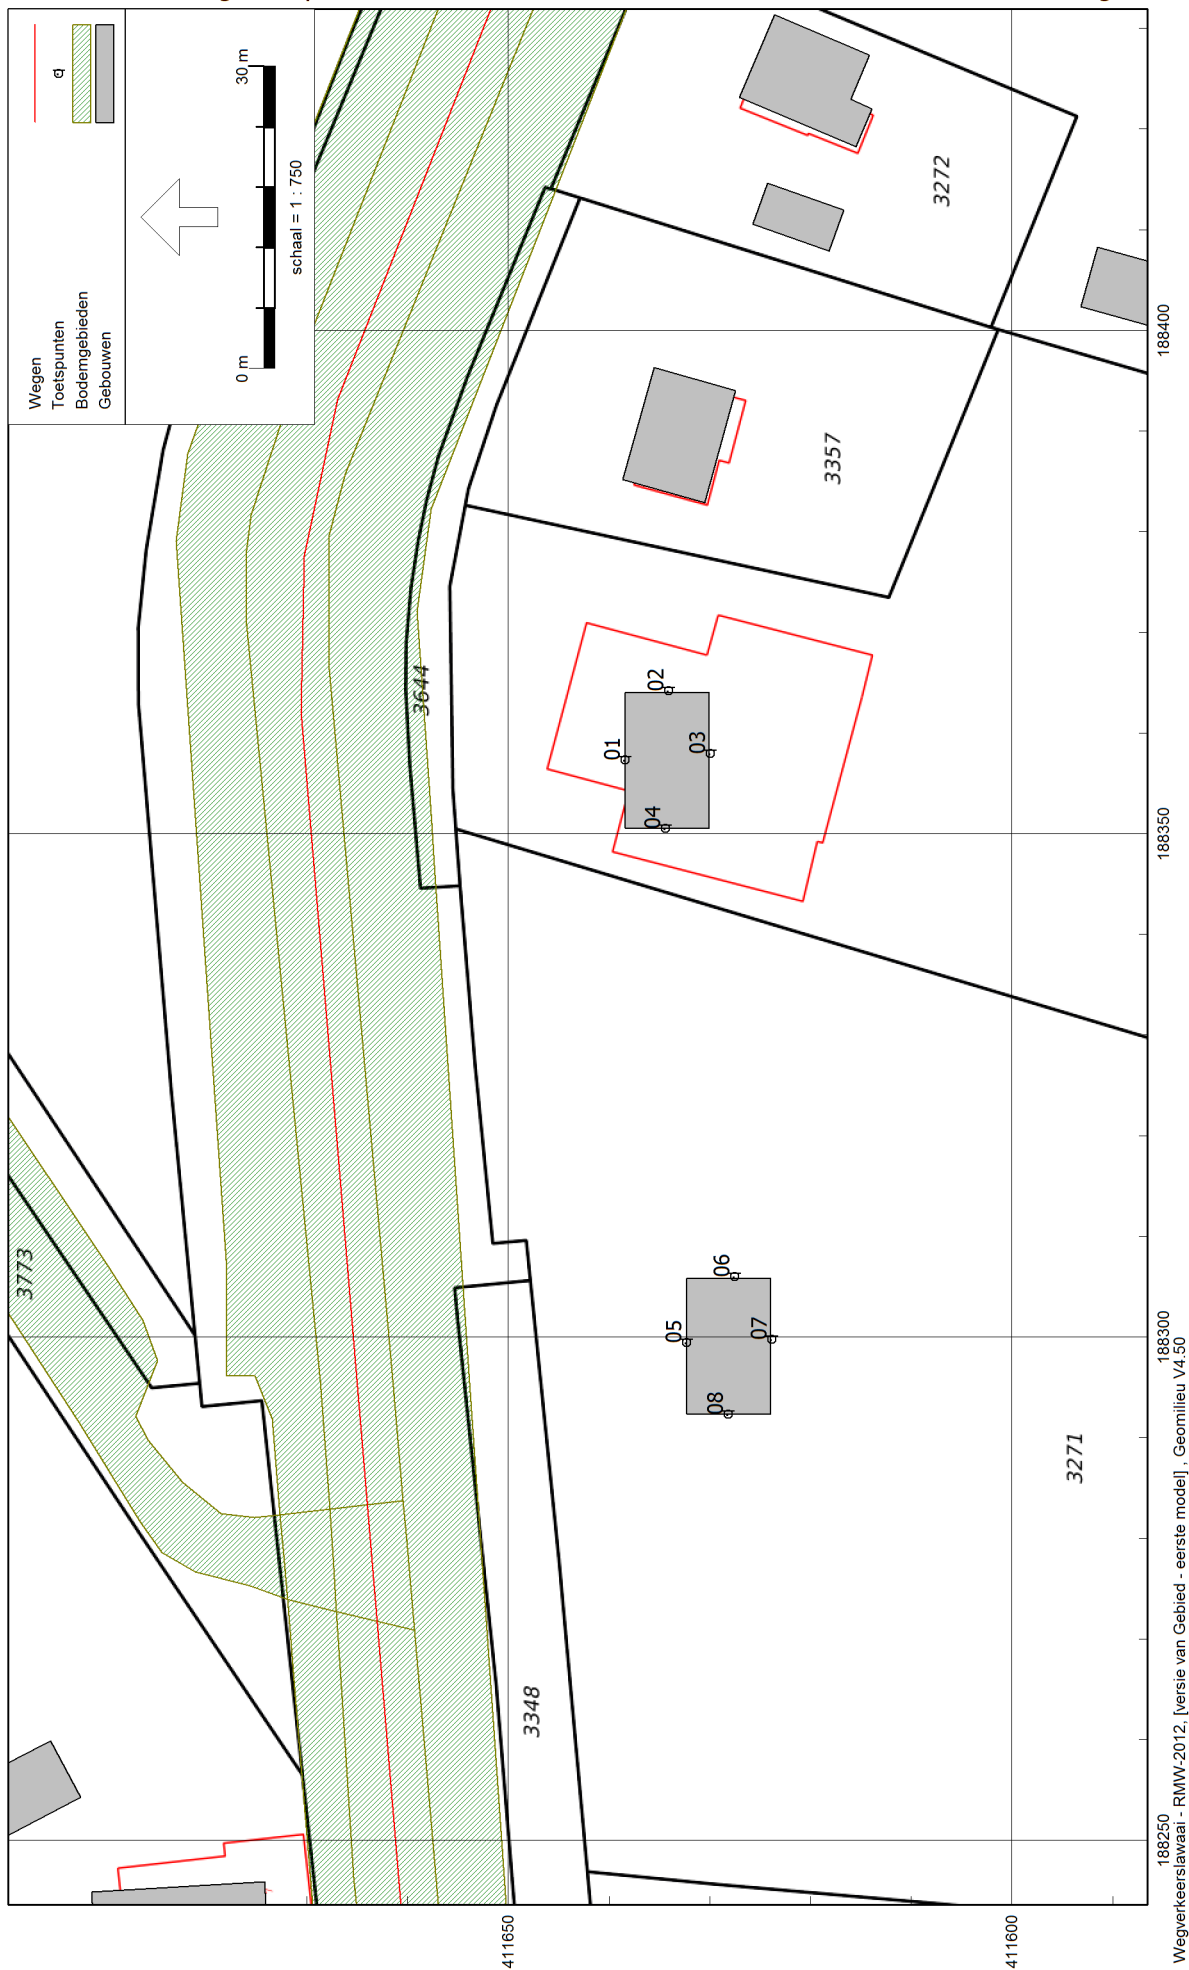 Wegen
Toetspunten
Bodemgebieden
Gebouwen
0 m
30 m
schaal = 1 : 750
3773
3644
3272
3357
01
02
03
04
05
06
07
08
3348
3271
411650
411600
188250
188300
188350
188400
Wegverkeerslawaai - RMW-2012, [versie van Gebied - eerste model] , Geomilieu V4.50